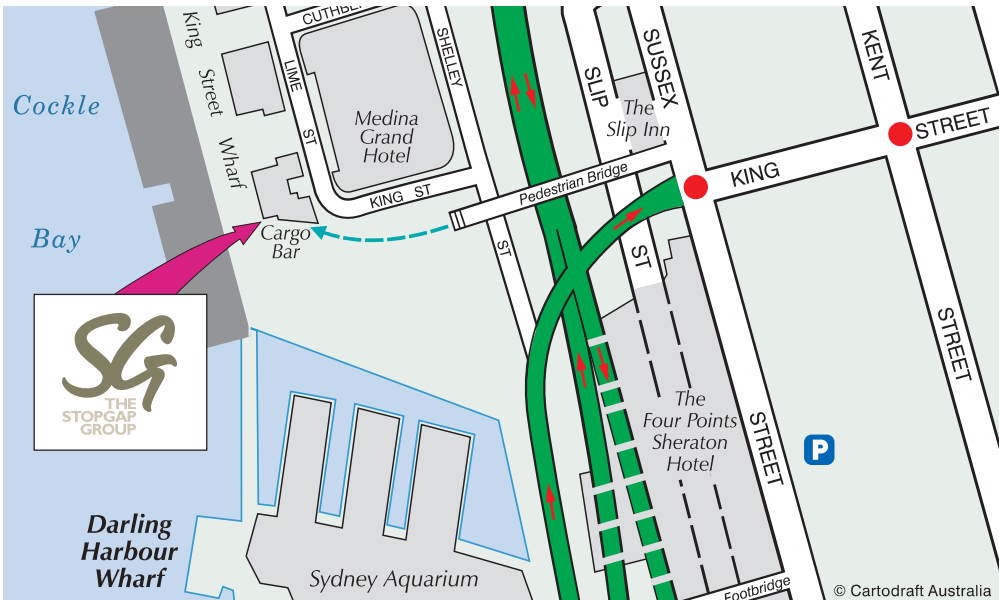 King
Street
Wharf
CUTHBE
LIME
ST
SHELLEY
ST
SLIP
ST
SUSSEX
STREET
KENT
STREET
KING
STREET
Cockle
Bay
Medina
Grand
Hotel
KING ST
The
Slip Inn
Pedestrian Bridge
Cargo
Bar
SG
THE
STOPGAP
GROUP
The
Four Points
Sheraton
Hotel
P
Darling
Harbour
Wharf
Sydney Aquarium
Footbridge
© Cartodraft Australia